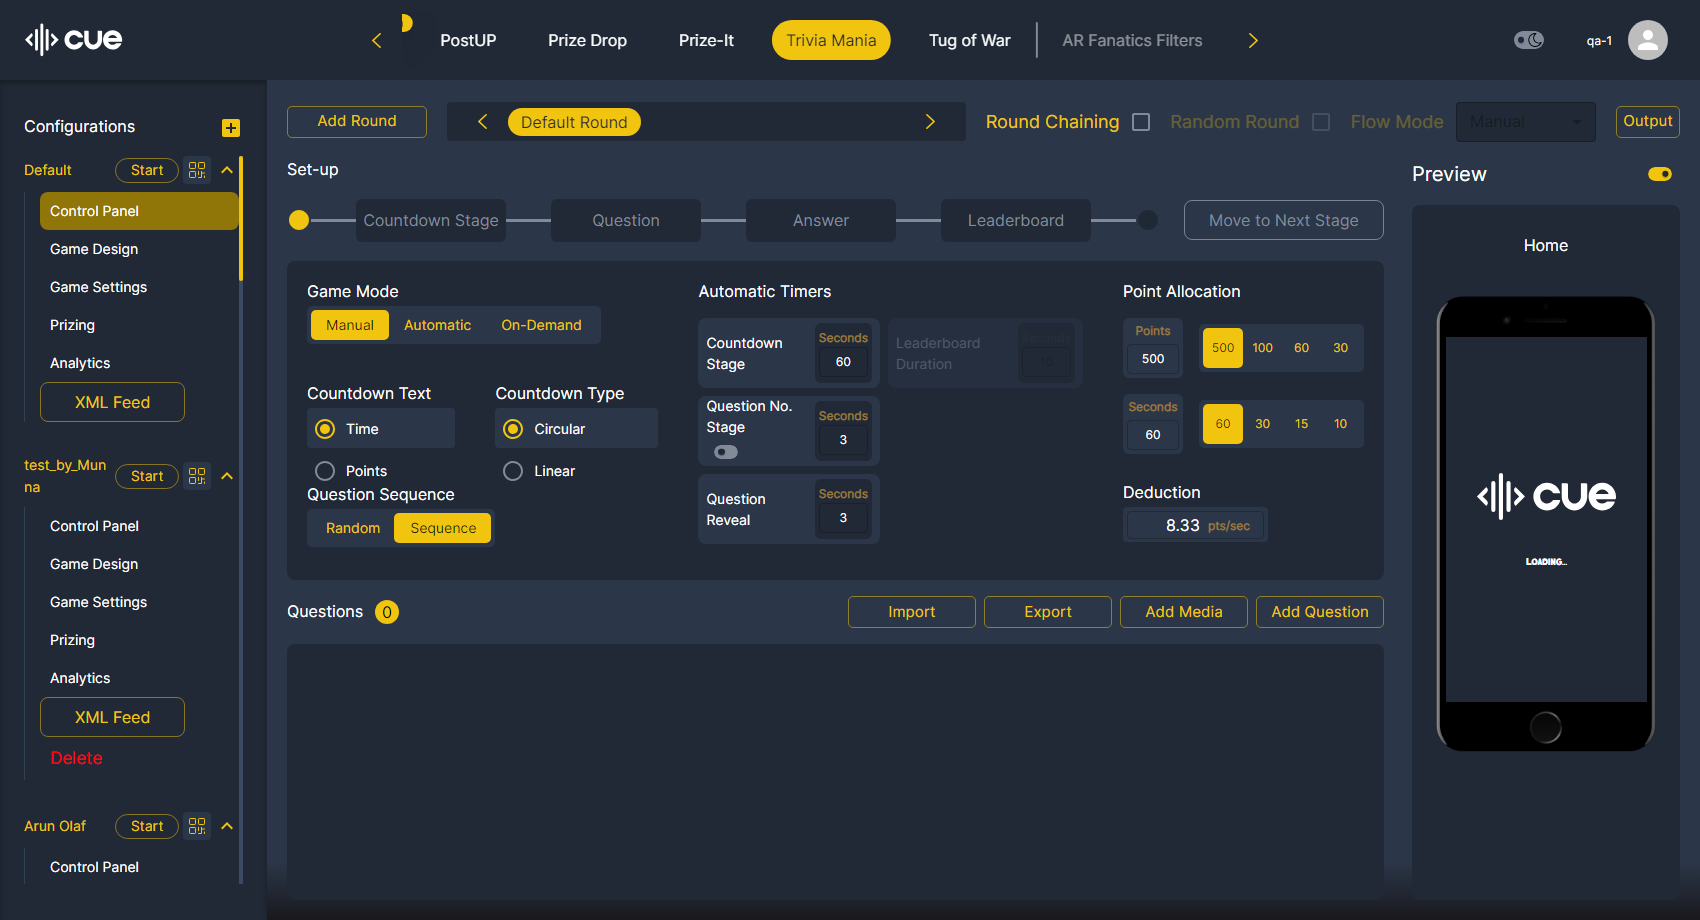 cue
PostUP
Prize Drop
Prize-It
Trivia Mania
Tug of War
AR Fanatics Filters
qa-1
Configurations
Default
Start
Control Panel
Game Design
Game Settings
Prizing
Analytics
XML Feed
test_by_Mun
na
Start
Control Panel
Game Design
Game Settings
Prizing
Analytics
XML Feed
Delete
Arun Olaf
Start
Control Panel
Add Round
Default Round
Round Chaining
Random Round
Flow Mode
Manual
Output
Set-up
Countdown Stage
Question
Answer
Leaderboard
Move to Next Stage
Game Mode
Manual
Automatic
On-Demand
Countdown Text
Time
Points
Countdown Type
Circular
Linear
Question Sequence
Random
Sequence
Automatic Timers
Countdown
Stage
Seconds
60
Leaderboard
Duration
Seconds
10
Question No.
Stage
Seconds
3
Question
Reveal
Seconds
3
Point Allocation
Points
500
500
100
60
30
Seconds
60
60
30
15
10
Deduction
8.33 pts/sec
Questions 0
Import
Export
Add Media
Add Question
Preview
Home
cue
LOADING...